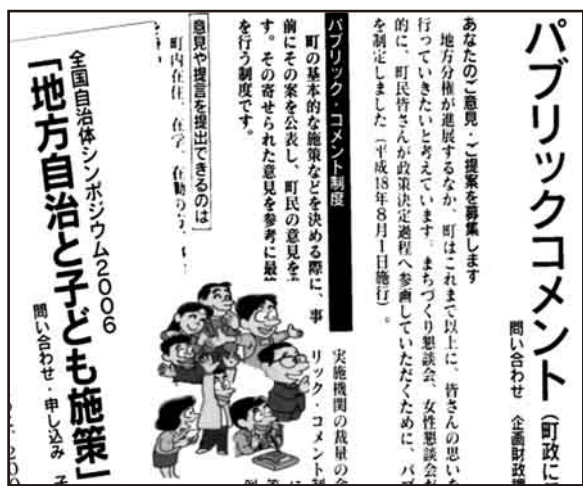 パブリックコメント（町政に
問い合わせ 企画財政課
あなたのご意見・ご提案を募集します
地方分権が進展するなか、町はこれまで以上に、皆さんの思いを
行っていきたいと考えています。まちづくり懇談会、女性懇談会が
的に、町民皆さんが政策決定過程へ参画していただくために、パブ
を制定しました（平成18年8月1日施行）。
パブリック・コメント制度
町の基本的な施策などを決める際に、事
前にその案を公表し、町民の意見を
す。その寄せられた意見を参考に最
を行う制度です。
意見や提言を提出できるのは
町内在住、在学、在勤の
実施機関の裁量の
リック・コメント制
全国自治体シンポジウム2006
「地方自治と子ども施策」
問い合わせ・申し込み 子